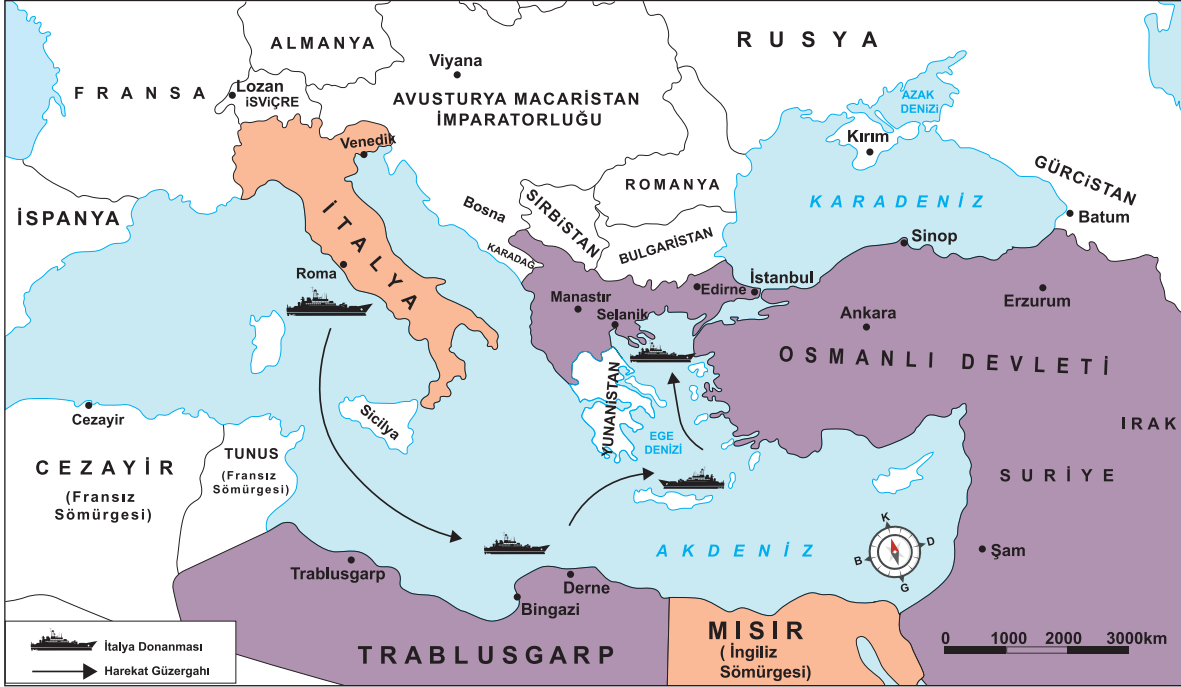 RUSYA
ALMANYA
Viyana
FRANSA
Lozan
İSVİÇRE
AVUSTURYA MACARİSTAN
İMPARATORLUĞU
AZAK
DENİZİ
Kırım
Venedik
GÜRCİSTAN
ROMANYA
KARADENİZ
İSPANYA
İTALYA
Bosna
SIRBİSTAN
Batum
BULGARİSTAN
Sinop
KARADAĞ
Roma
İstanbul
Edirne
Manastır
Erzurum
Selanik
Ankara
OSMANLI DEVLETİ
YUNANİSTAN
Sicilya
Cezayir
IRAK
EGE
DENİZİ
TUNUS
(Fransız
Sömürgesi)
CEZAYİR
(Fransız
Sömürgesi)
SURİYE
K
D
B
G
AKDENİZ
Şam
Trablusgarp
Derne
Bingazi
MISIR
( İngiliz
Sömürgesi)
TRABLUSGARP
0 1000 2000 3000km
İtalya Donanması
Harekat Güzergahı